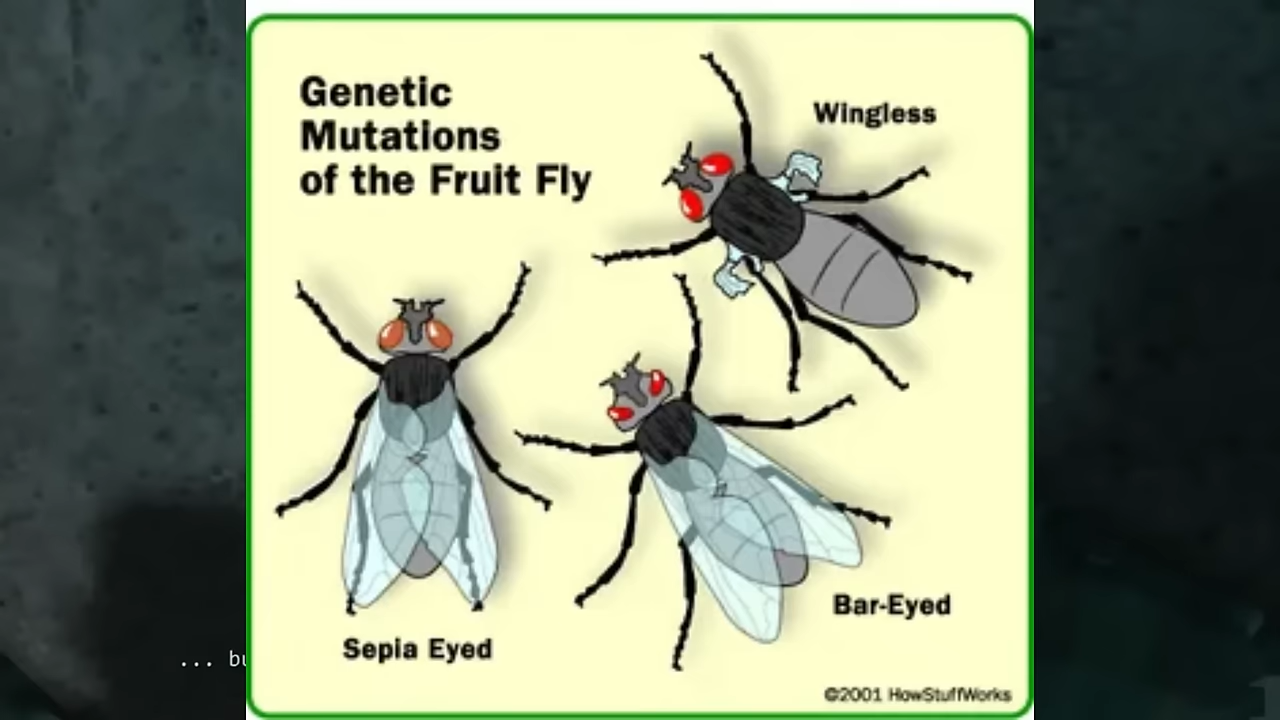 Genetic
Mutations
of the Fruit Fly
Wingless
Sepia Eyed
Bar-Eyed
©2001 HowStuffWorks
...